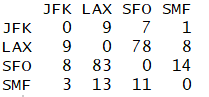 JFK LAX SFO SMF
JFK 0 9 7 1
LAX 9 0 78 8
SFO 8 83 0 14
SMF 3 13 11 0